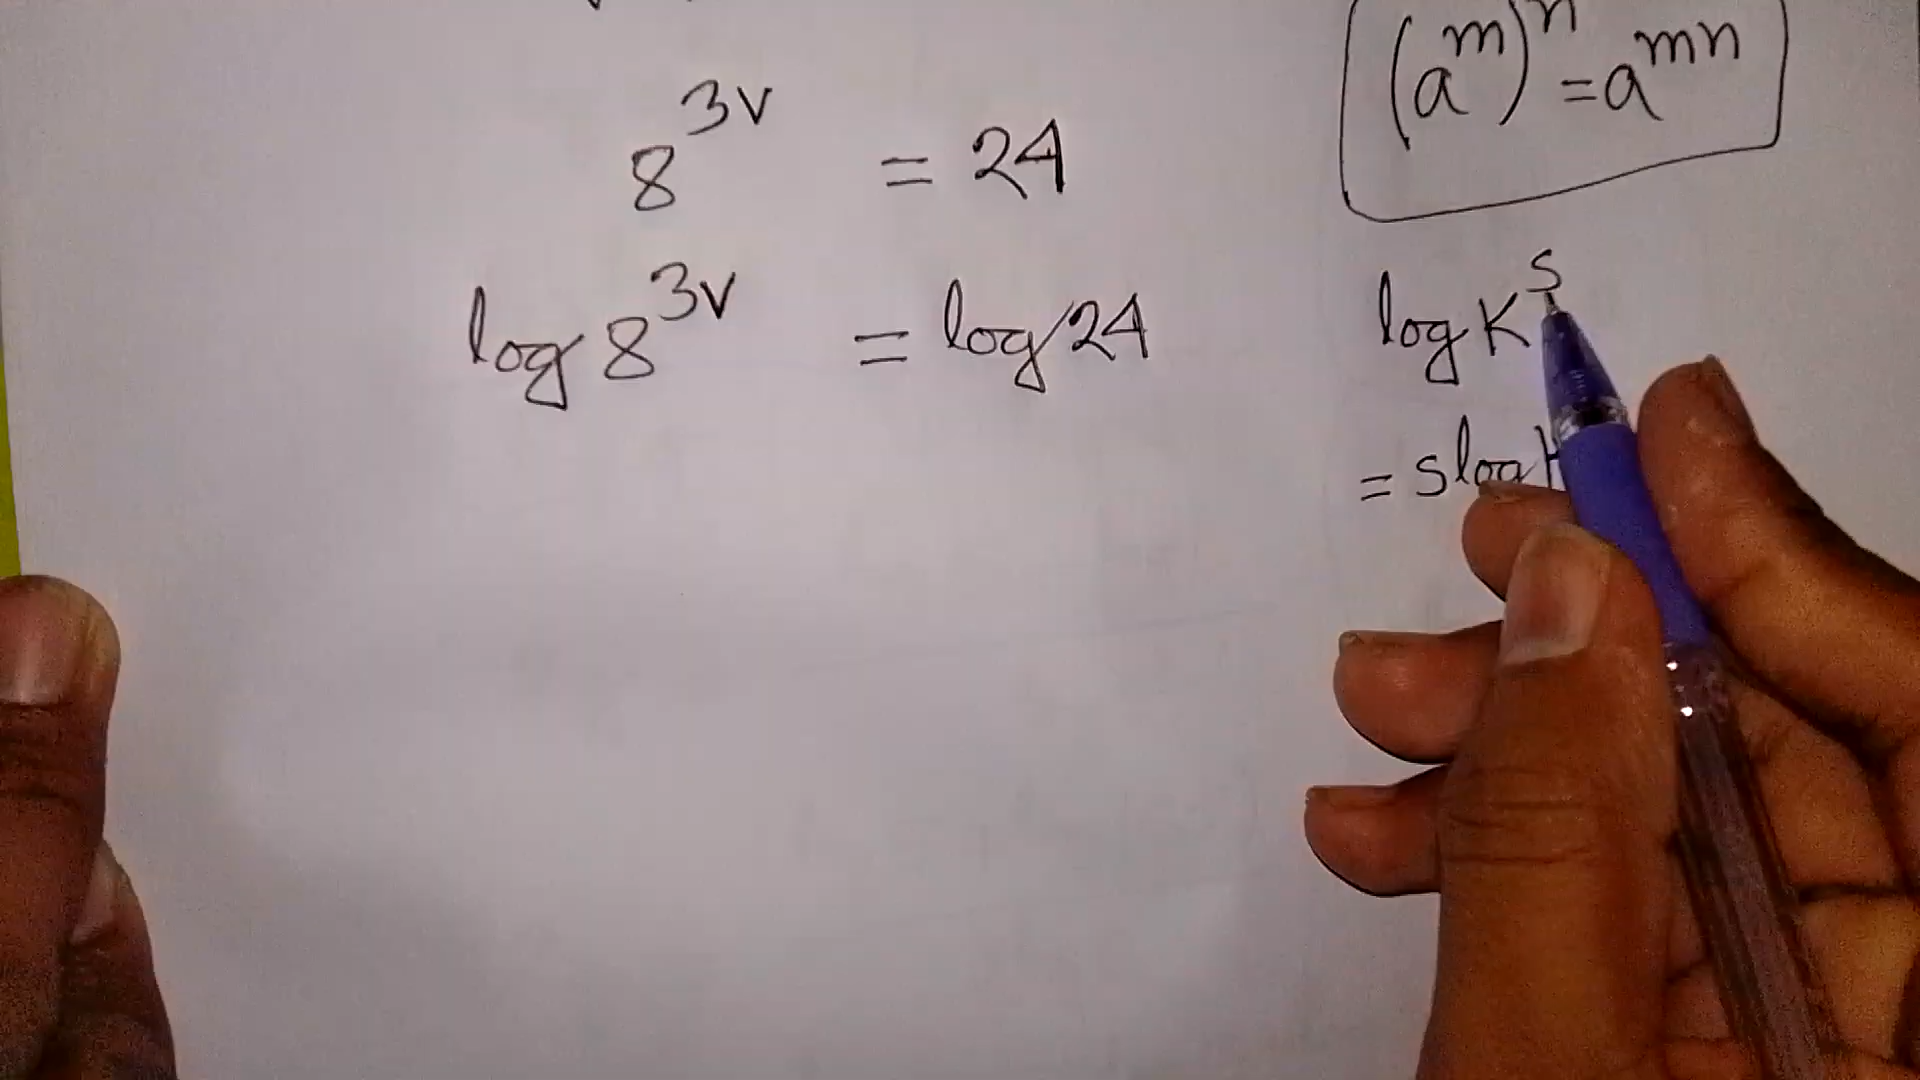 (a^m)^n = a^mn
8^3v = 24
log 8^3v = log 24
log K^s
= s log K